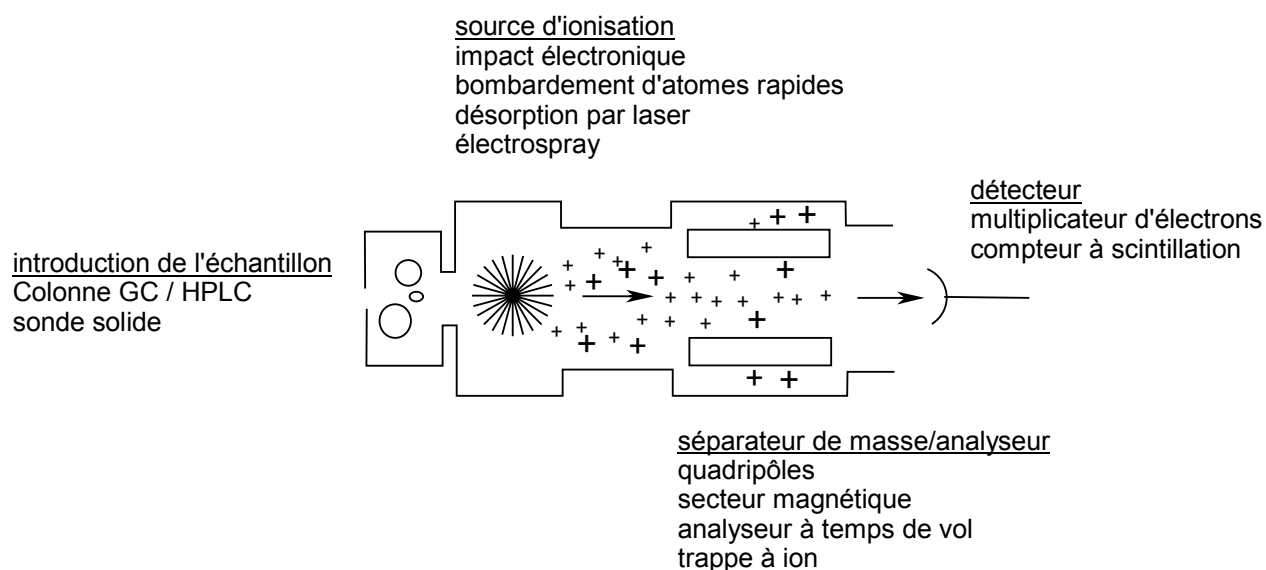 source d'ionisation
impact électronique
bombardement d'atomes rapides
désorption par laser
électrospray
détecteur
multiplicateur d'électrons
compteur à scintillation
introduction de l'échantillon
Colonne GC / HPLC
sonde solide
séparateur de masse/analyseur
quadripôles
secteur magnétique
analyseur à temps de vol
trappe à ion